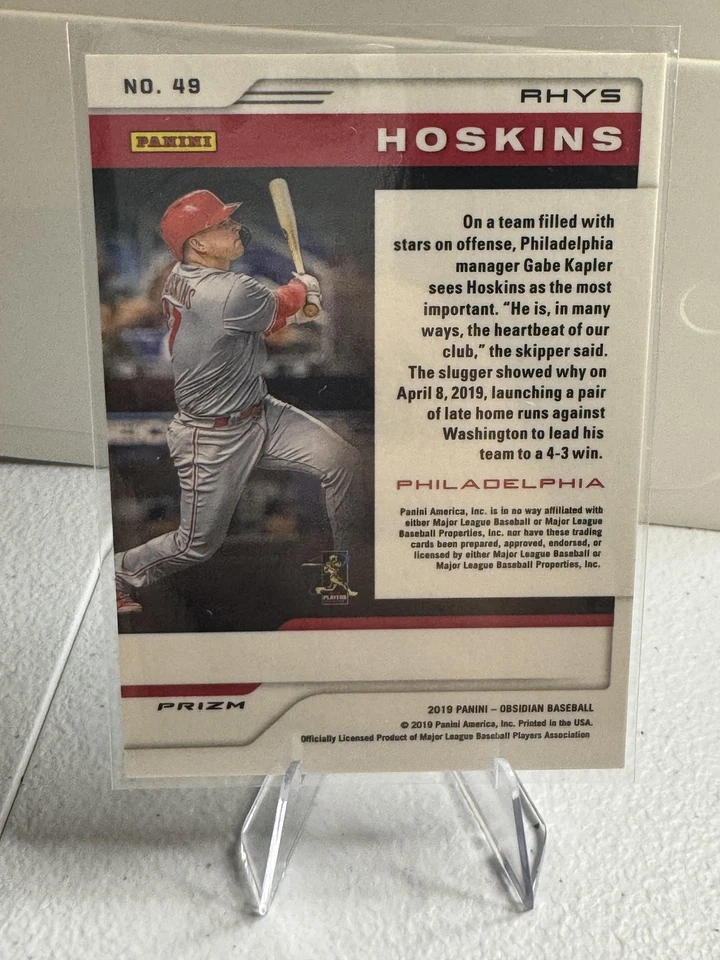 NO. 49
RHYS
PANINI
HOSKINS
HOSKINS
7
On a team filled with
stars on offense, Philadelphia
manager Gabe Kapler
sees Hoskins as the most
important. “He is, in many
ways, the heartbeat of our
club,” the skipper said.
The slugger showed why on
April 8, 2019, launching a pair
of late home runs against
Washington to lead his
team to a 4-3 win.
PHILADELPHIA
Panini America, Inc. is in no way affiliated with
either Major League Baseball or Major League
Baseball Properties, Inc. nor have these trading
cards been prepared, approved, endorsed, or
licensed by either Major League Baseball or
Major League Baseball Properties, Inc.
PLAYERS
PRIZM
2019 PANINI – OBSIDIAN BASEBALL
© 2019 Panini America, Inc. Printed in the USA.
Officially Licensed Product of Major League Baseball Players Association